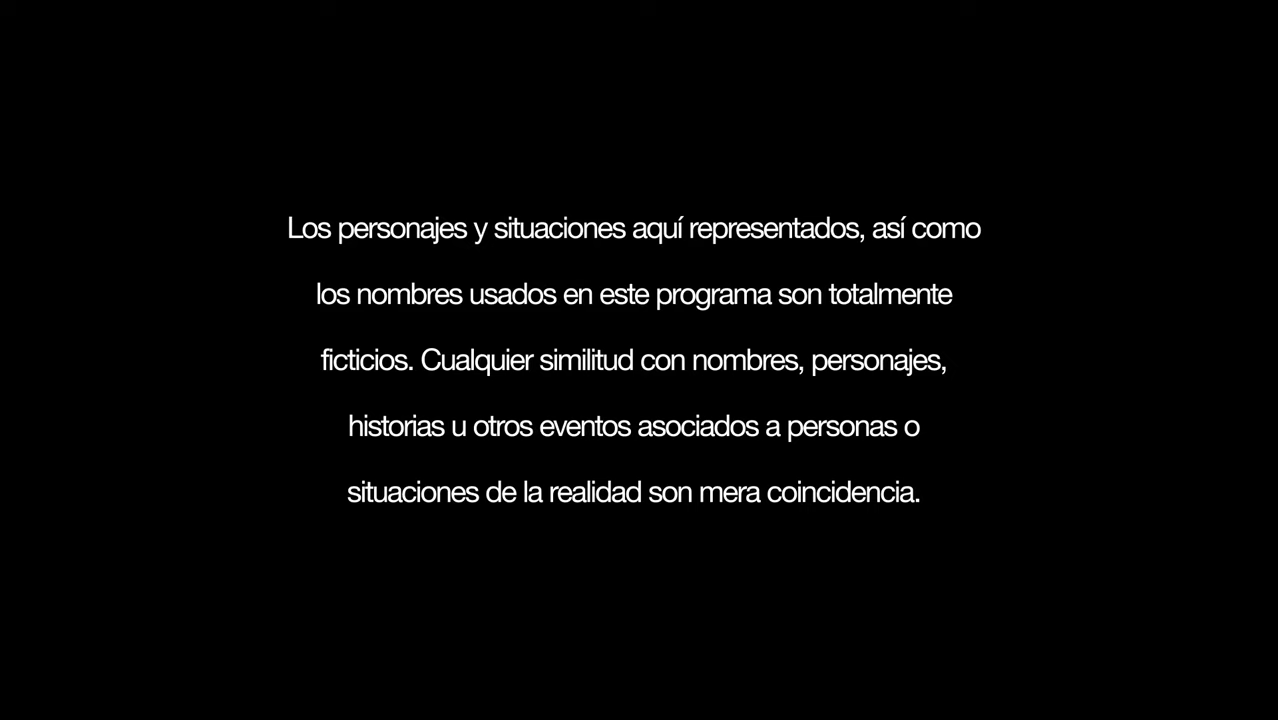 Los personajes y situaciones aquí representados, así como
los nombres usados en este programa son totalmente
ficticios. Cualquier similitud con nombres, personajes,
historias u otros eventos asociados a personas o
situaciones de la realidad son mera coincidencia.